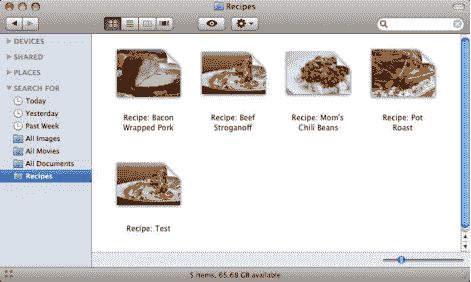 Recipes
DEVICES
SHARED
PLACES
SEARCH FOR
Today
Yesterday
Past Week
All Images
All Movies
All Documents
Recipes
Recipe: Bacon
Wrapped Pork
Recipe: Beef
Stroganoff
Recipe: Mom's
Chili Beans
Recipe: Pot
Roast
Recipe: Test
5 items, 65.68 GB available